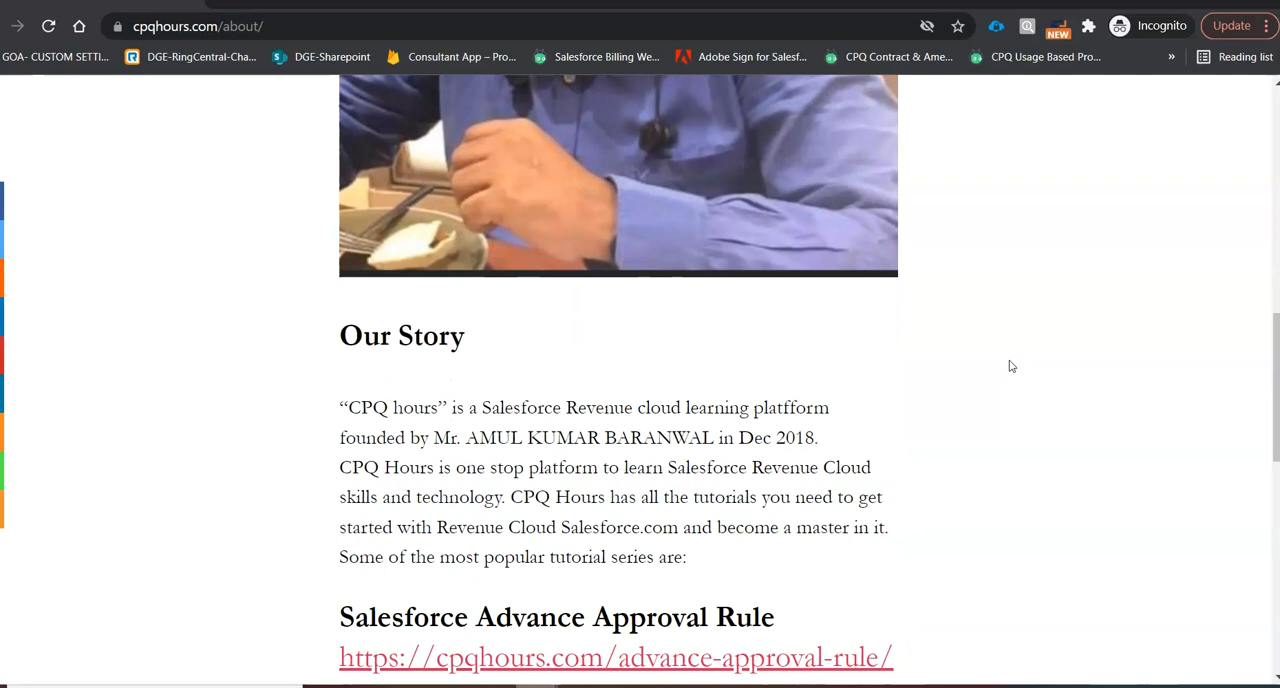 cpqhours.com/about/
NEW
Incognito
Update
GOA- CUSTOM SETTI...
DGE-RingCentral-Cha...
DGE-Sharepoint
Consultant App – Pro...
Salesforce Billing We...
Adobe Sign for Salesf...
CPQ Contract & Ame...
CPQ Usage Based Pro...
»
Reading list
Our Story
“CPQ hours” is a Salesforce Revenue cloud learning platfform
founded by Mr. AMUL KUMAR BARANWAL in Dec 2018.
CPQ Hours is one stop platform to learn Salesforce Revenue Cloud
skills and technology. CPQ Hours has all the tutorials you need to get
started with Revenue Cloud Salesforce.com and become a master in it.
Some of the most popular tutorial series are:
Salesforce Advance Approval Rule
https://cpqhours.com/advance-approval-rule/